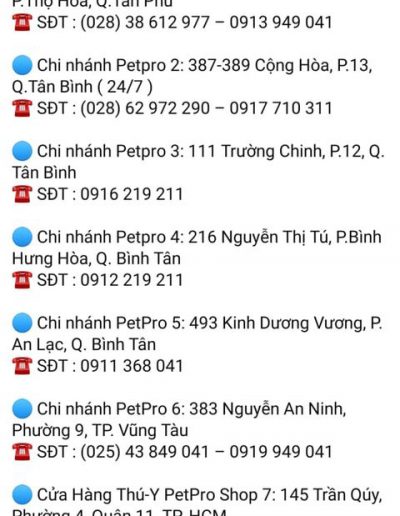 P.Thọ Hòa, Q.Tân Phú
☎️ SĐT : (028) 38 612 977 – 0913 949 041
🔵 Chi nhánh Petpro 2: 387-389 Cộng Hòa, P.13,
Q.Tân Bình ( 24/7 )
☎️ SĐT : (028) 62 972 290 – 0917 710 311
🔵 Chi nhánh Petpro 3: 111 Trường Chinh, P.12, Q.
Tân Bình
☎️ SĐT : 0916 219 211
🔵 Chi nhánh Petpro 4: 216 Nguyễn Thị Tú, P.Bình
Hưng Hòa, Q. Bình Tân
☎️ SĐT : 0912 219 211
🔵 Chi nhánh PetPro 5: 493 Kinh Dương Vương, P.
An Lạc, Q. Bình Tân
☎️ SĐT : 0911 368 041
🔵 Chi nhánh PetPro 6: 383 Nguyễn An Ninh,
Phường 9, TP. Vũng Tàu
☎️ SĐT : (025) 43 849 041 – 0919 949 041
🔵 Cửa Hàng Thú-Y PetPro Shop 7: 145 Trần Qúy,
Phường 4, Quận 11, TP. HCM